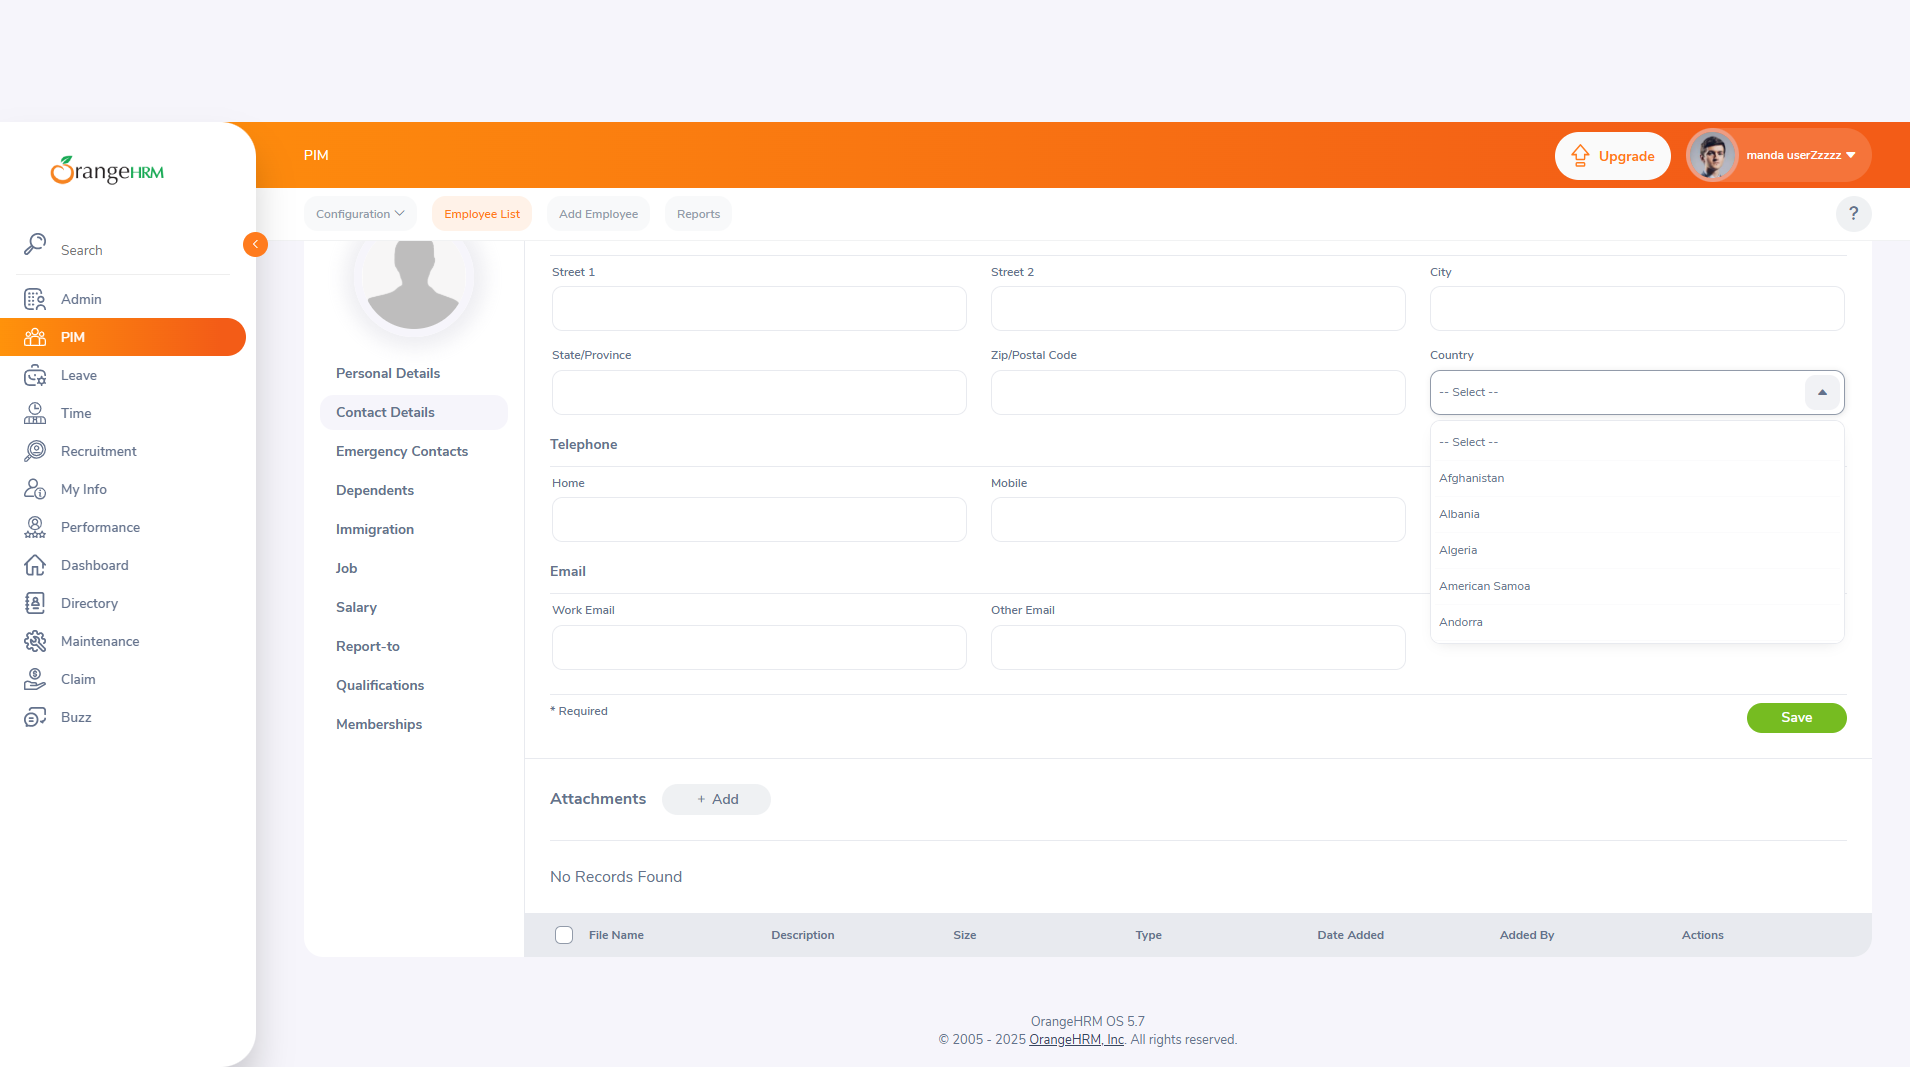 OrangeHRM
PIM
Upgrade
manda userZzzzz
Configuration
Employee List
Add Employee
Reports
?
Search
Admin
PIM
Leave
Time
Recruitment
My Info
Performance
Dashboard
Directory
Maintenance
Claim
Buzz
Personal Details
Contact Details
Emergency Contacts
Dependents
Immigration
Job
Salary
Report-to
Qualifications
Memberships
Street 1
Street 2
City
State/Province
Zip/Postal Code
Country
-- Select --
-- Select --
Afghanistan
Albania
Algeria
American Samoa
Andorra
Telephone
Home
Mobile
Email
Work Email
Other Email
* Required
Save
Attachments
+ Add
No Records Found
File Name
Description
Size
Type
Date Added
Added By
Actions
OrangeHRM OS 5.7
© 2005 - 2025 OrangeHRM, Inc. All rights reserved.